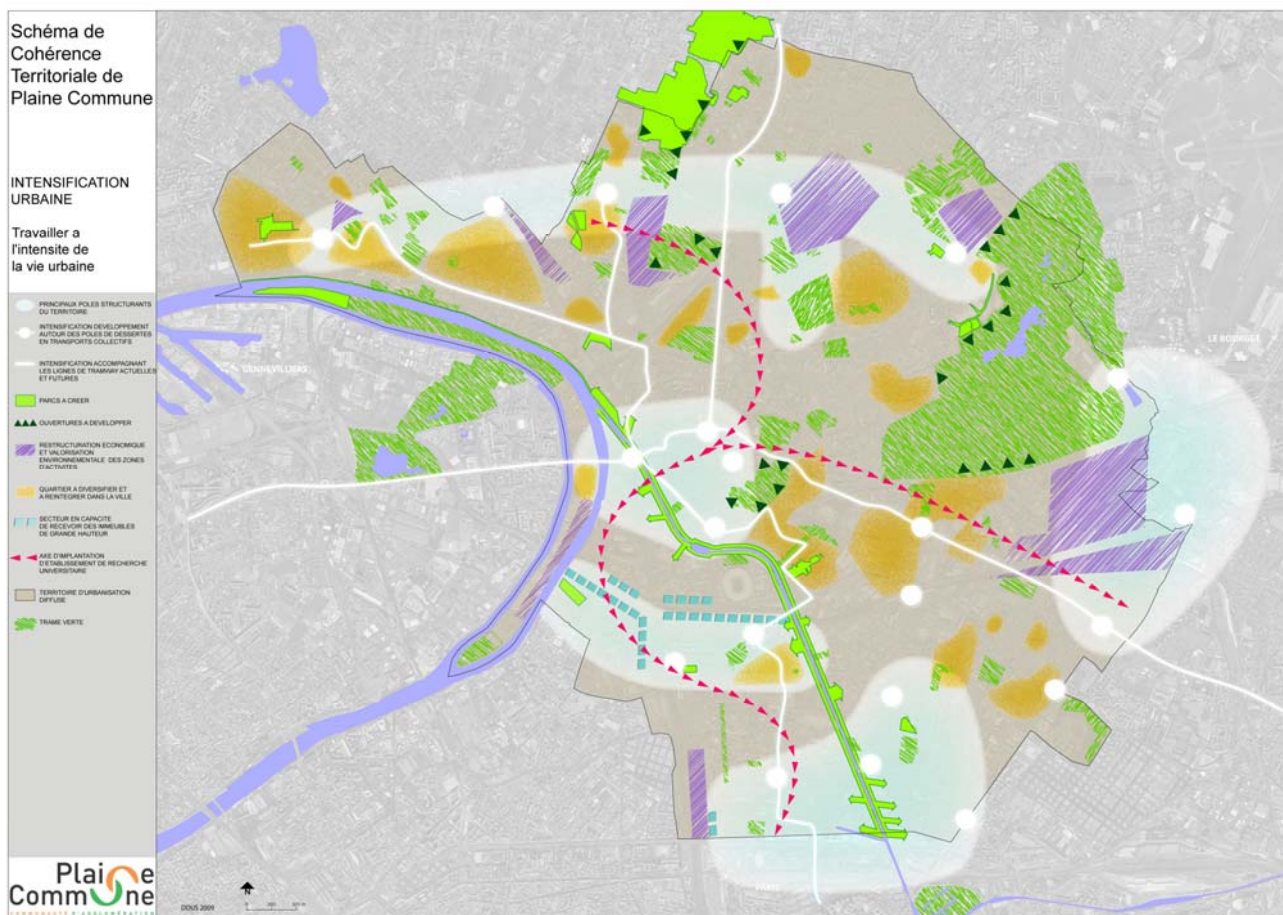 Schéma de
Cohérence
Territoriale de
Plaine Commune
INTENSIFICATION
URBAINE
Travailler a
l'intensite de
la vie urbaine
PRINCIPAUX POLES STRUCTURANTS
DU TERRITOIRE
INTENSIFICATION DEVELOPPEMENT
AUTOUR DES POLES DE DESSERTES
EN TRANSPORTS COLLECTIFS
INTENSIFICATION ACCOMPAGNANT
LES LIGNES DE TRAMWAY ACTUELLES
ET FUTURES
PARCS A CREER
OUVERTURES A DEVELOPPER
RESTRUCTURATION ECONOMIQUE
ET VALORISATION
ENVIRONNEMENTALE DES ZONES
D'ACTIVITES
QUARTIER A DIVERSIFIER ET
A REINTEGRER DANS LA VILLE
SECTEUR EN CAPACITE
DE RECEVOIR DES IMMEUBLES
DE GRANDE HAUTEUR
AXE D'IMPLANTATION
D'ETABLISSEMENT DE RECHERCHE
UNIVERSITAIRE
TERRITOIRE D'URBANISATION
DIFFUSE
TRAME VERTE
GENNEVILLIERS
LE BOURGET
PARIS
Plaine
Commune
COMMUNAUTÉ D'AGGLOMÉRATION
DDUS 2009
N